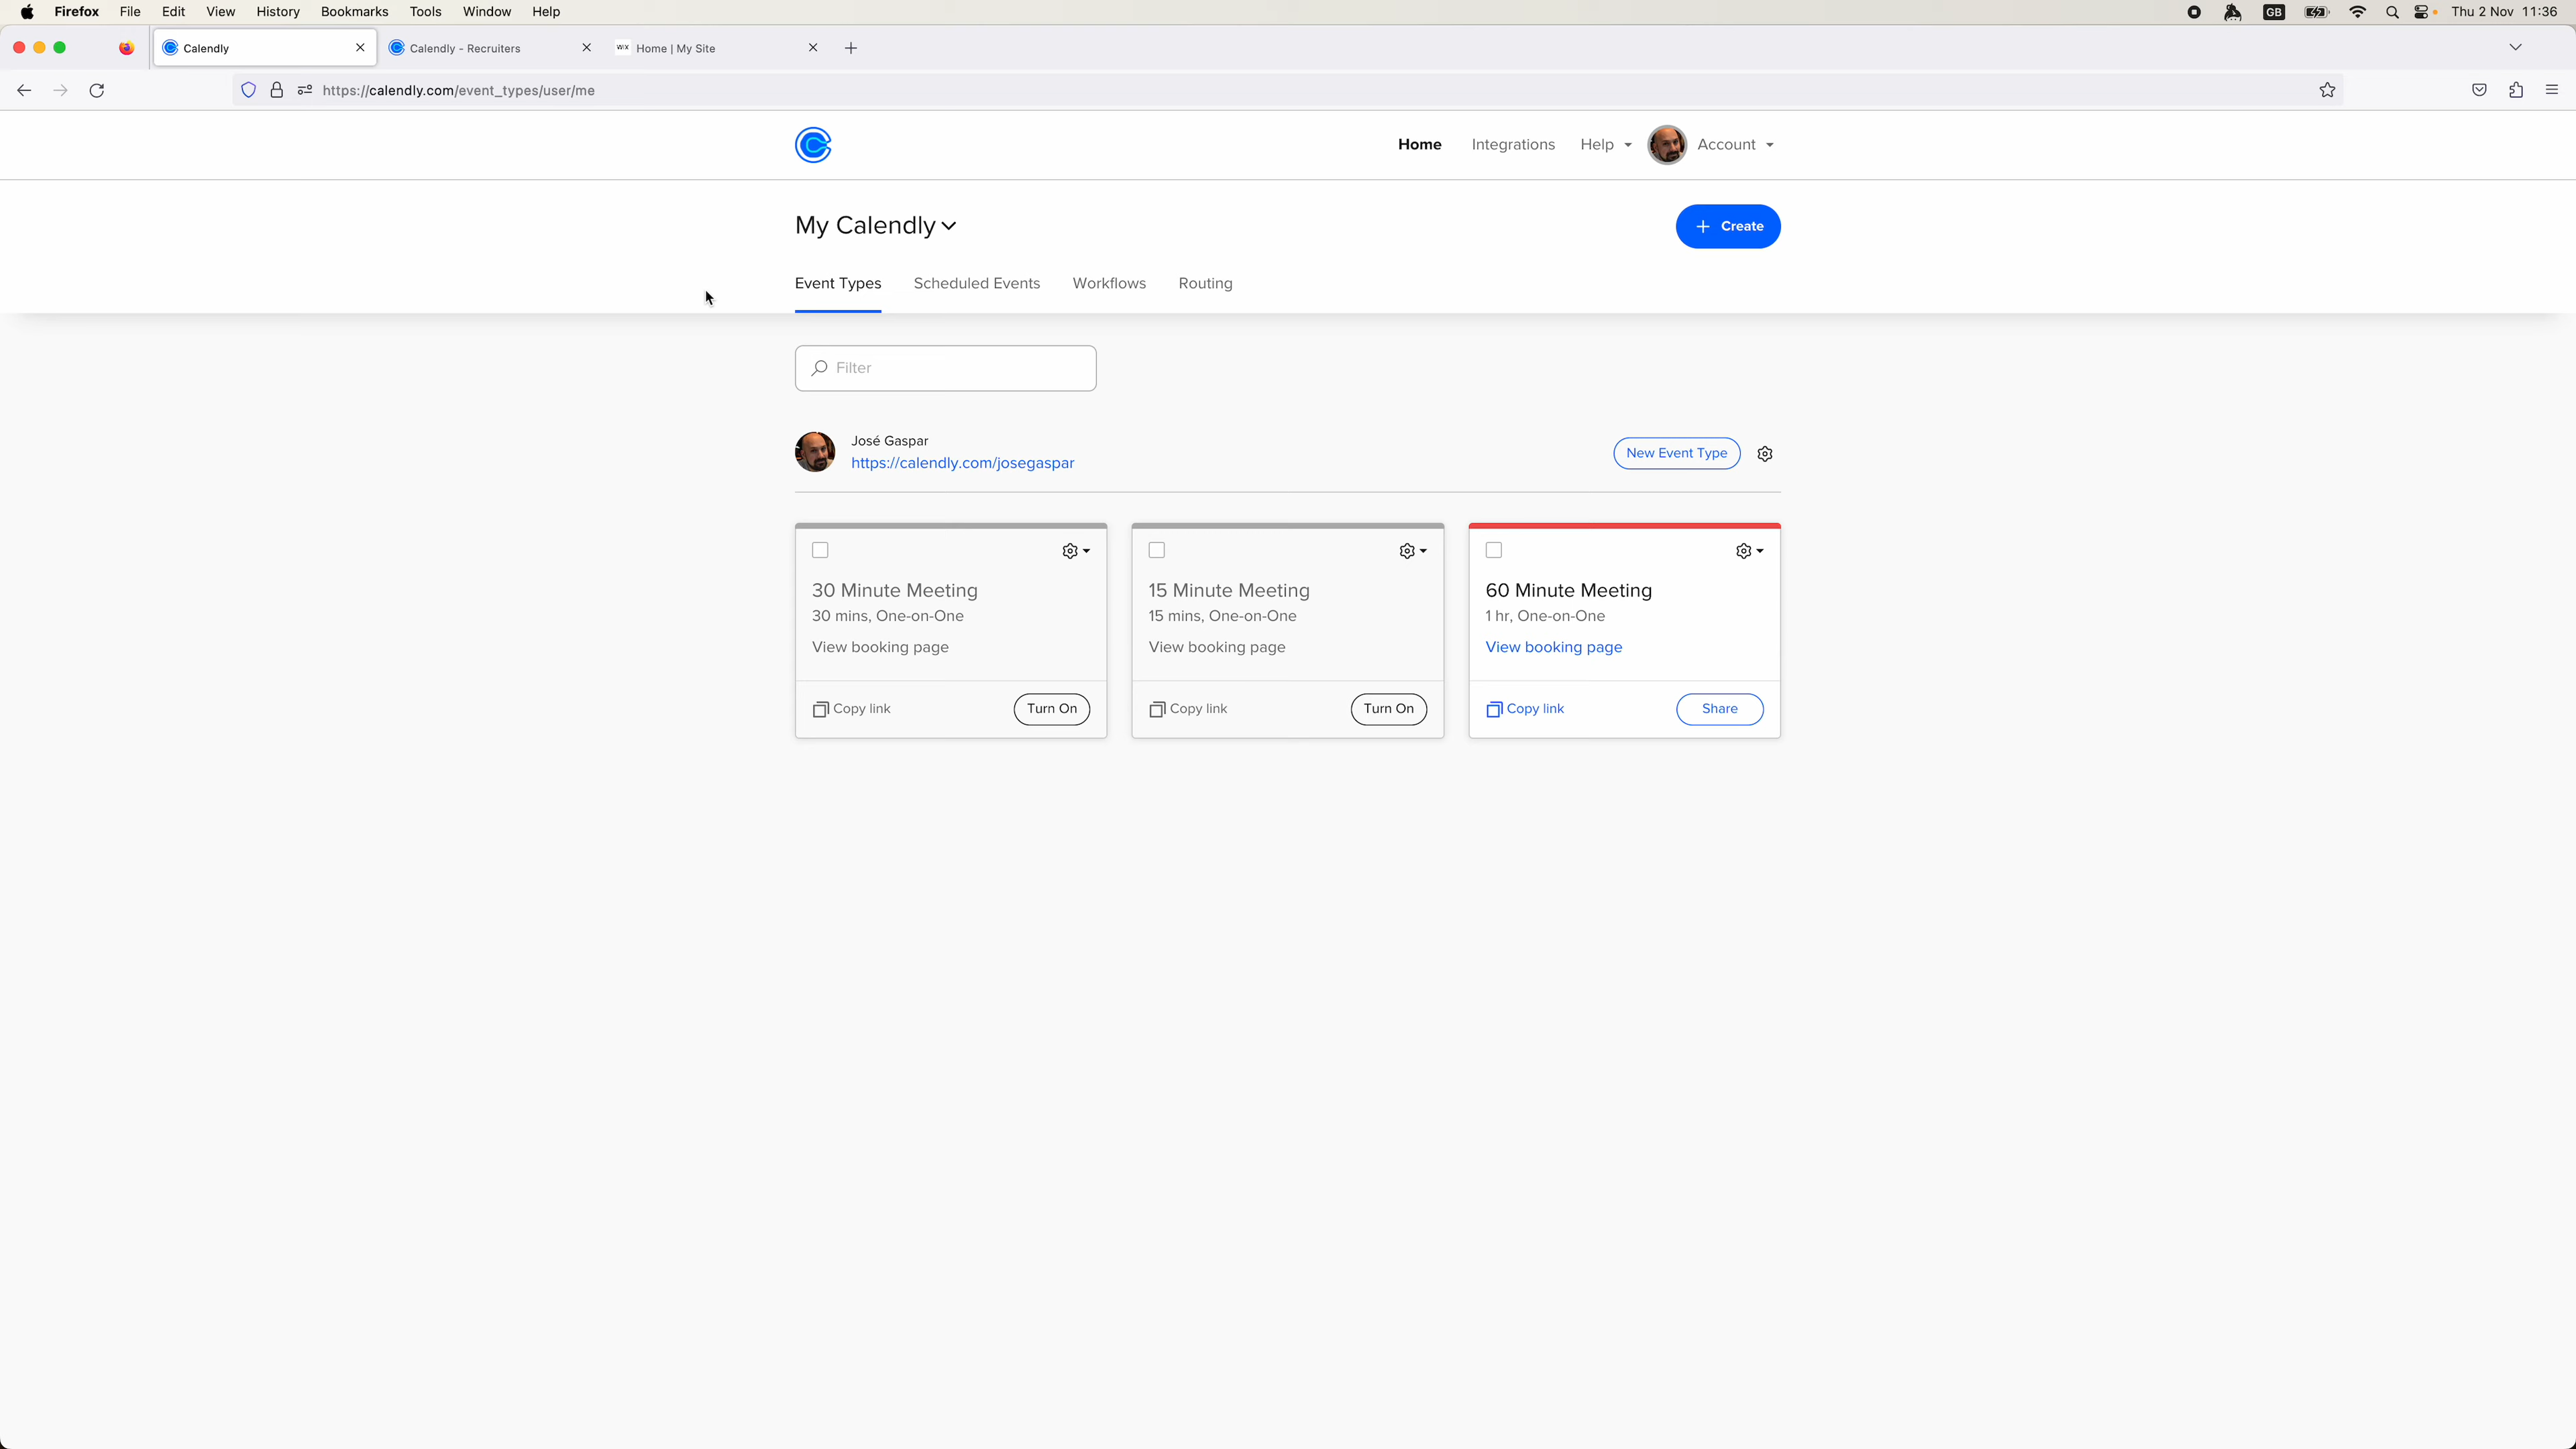 Firefox File Edit View History Bookmarks Tools Window Help GB Thu 2 Nov 11:36
Calendly Calendly - Recruiters WIX Home | My Site
https://calendly.com/event_types/user/me
Home Integrations Help Account
My Calendly + Create
Event Types Scheduled Events Workflows Routing
Filter
José Gaspar
https://calendly.com/josegaspar
New Event Type
30 Minute Meeting
30 mins, One-on-One
View booking page
Copy link Turn On
15 Minute Meeting
15 mins, One-on-One
View booking page
Copy link Turn On
60 Minute Meeting
1 hr, One-on-One
View booking page
Copy link Share